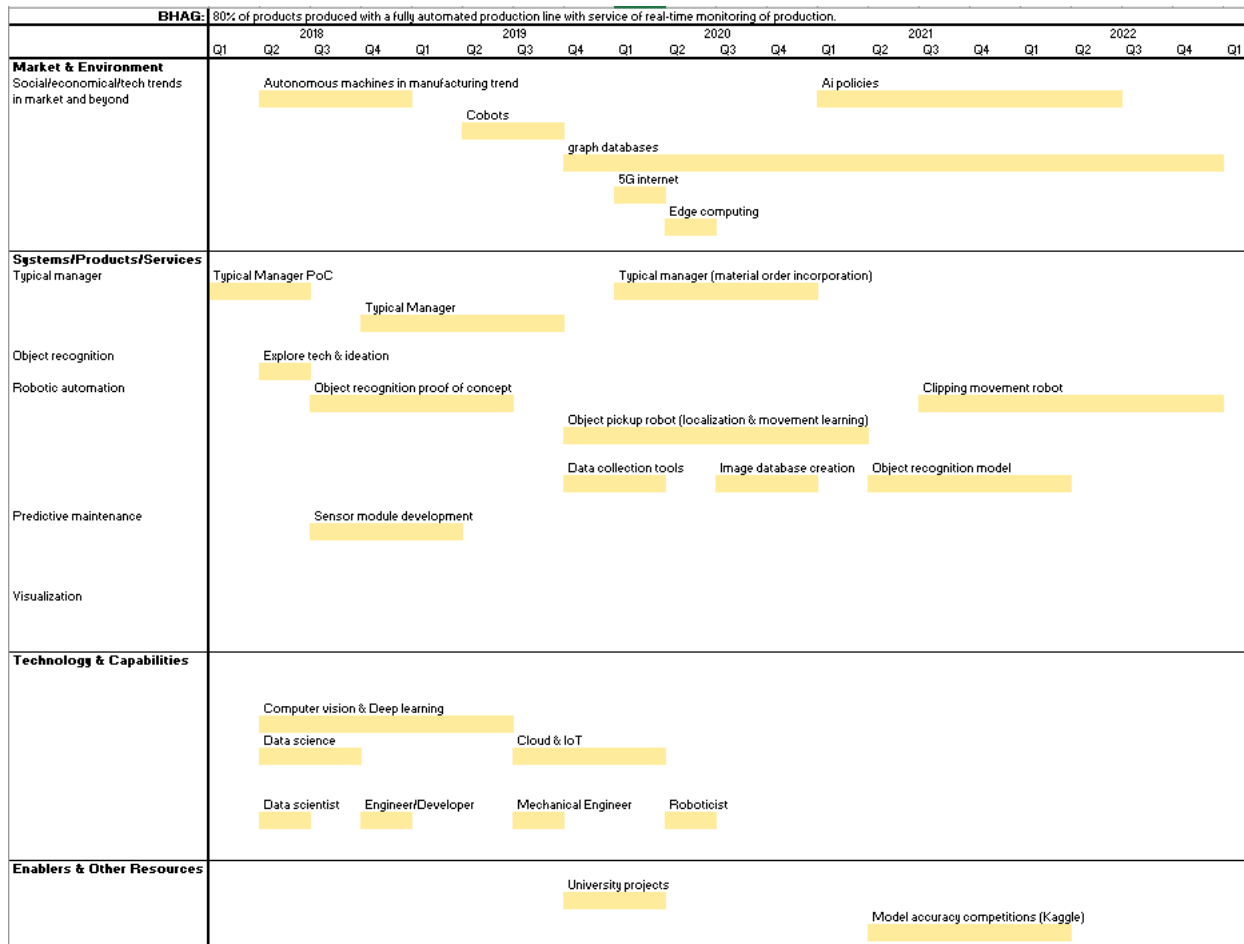 BHAG: 80% of products produced with a fully automated production line with service of real-time monitoring of production.
2018 2019 2020 2021 2022
Q1 Q2 Q3 Q4 Q1 Q2 Q3 Q4 Q1 Q2 Q3 Q4 Q1 Q2 Q3 Q4 Q1 Q2 Q3 Q4 Q1
Market & Environment
Social/economical/tech trends Autonomous machines in manufacturing trend Ai policies
in market and beyond
Cobots
graph databases
5G internet
Edge computing
Systems/Products/Services
Typical manager Typical Manager PoC Typical manager (material order incorporation)
Typical Manager
Object recognition Explore tech & ideation
Robotic automation Object recognition proof of concept Clipping movement robot
Object pickup robot (localization & movement learning)
Data collection tools Image database creation Object recognition model
Predictive maintenance Sensor module development
Visualization
Technology & Capabilities
Computer vision & Deep learning
Data science Cloud & IoT
Data scientist Engineer/Developer Mechanical Engineer Roboticist
Enablers & Other Resources
University projects
Model accuracy competitions (Kaggle)